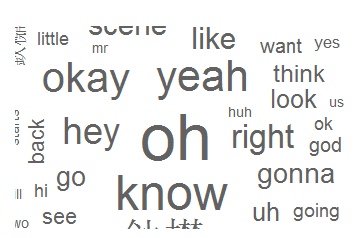 scene
little
mr
like
want
yes
okay
yeah
think
look
us
huh
ok
hey
oh
right
god
back
go
know
gonna
hi
see
uh
going